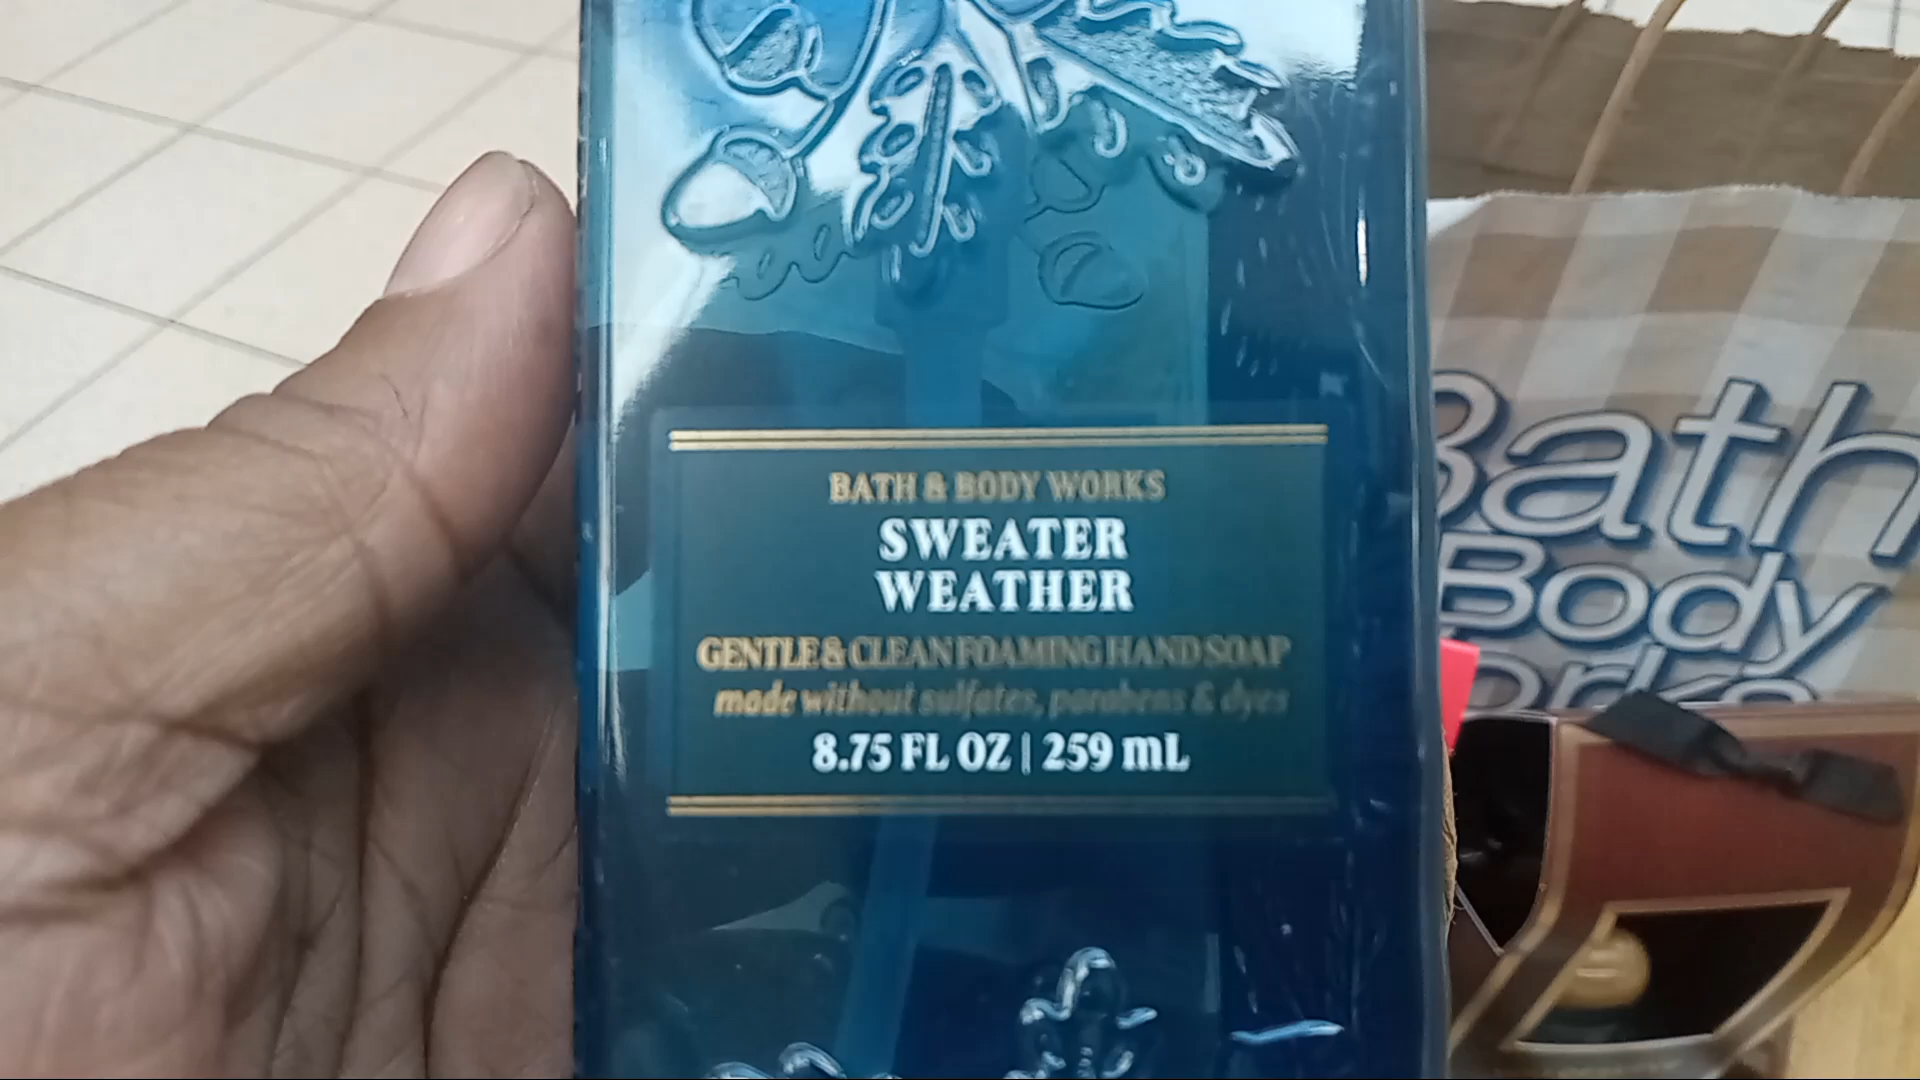 BATH & BODY WORKS
SWEATER
WEATHER
GENTLE & CLEAN FOAMING HAND SOAP
made without sulfates, parabens & dyes
8.75 FL OZ | 259 mL
Bath
Body